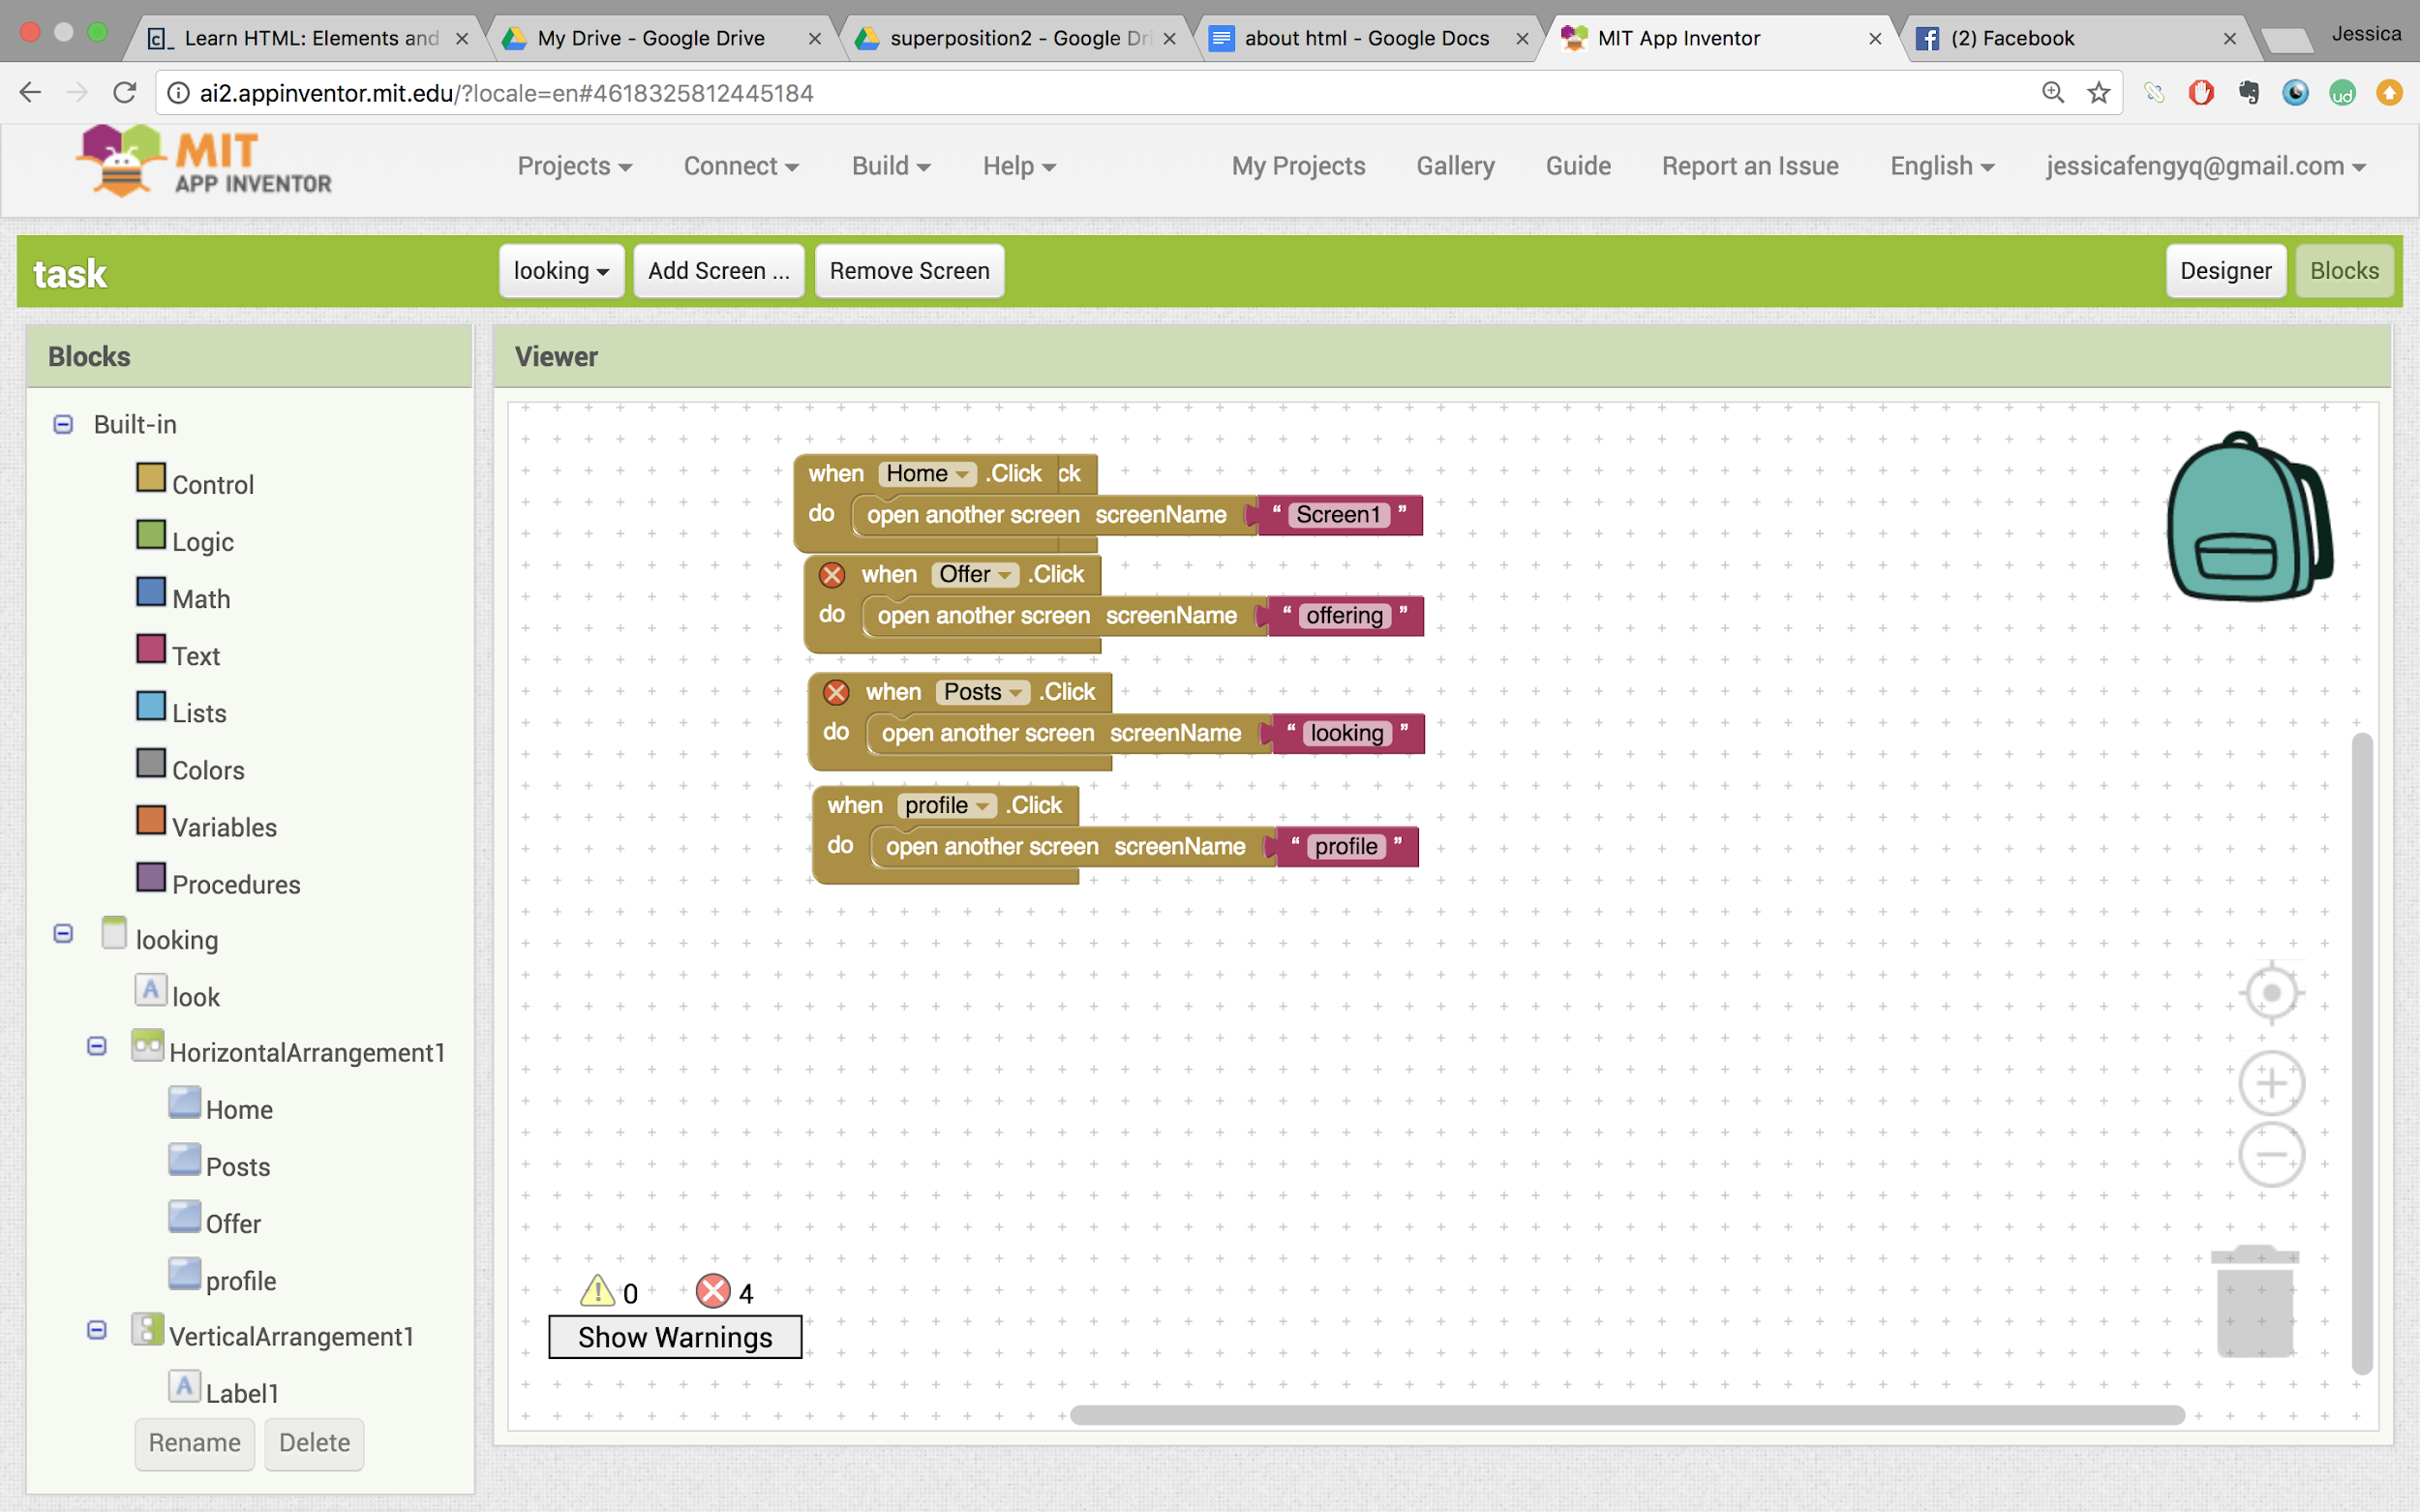 Learn HTML: Elements and
My Drive - Google Drive
superposition2 - Google Dri
about html - Google Docs
MIT App Inventor
(2) Facebook
Jessica
ai2.appinventor.mit.edu/?locale=en#4618325812445184
ud
MIT
APP INVENTOR
Projects
Connect
Build
Help
My Projects
Gallery
Guide
Report an Issue
English
jessicafengyq@gmail.com
task
looking
Add Screen ...
Remove Screen
Designer
Blocks
Blocks
Built-in
Control
Logic
Math
Text
Lists
Colors
Variables
Procedures
looking
A look
HorizontalArrangement1
Home
Posts
Offer
profile
VerticalArrangement1
A Label1
Rename
Delete
Viewer
when Home .Click ck
do open another screen screenName “ Screen1 ”
when Offer .Click
do open another screen screenName “ offering ”
when Posts .Click
do open another screen screenName “ looking ”
when profile .Click
do open another screen screenName “ profile ”
0 4
Show Warnings